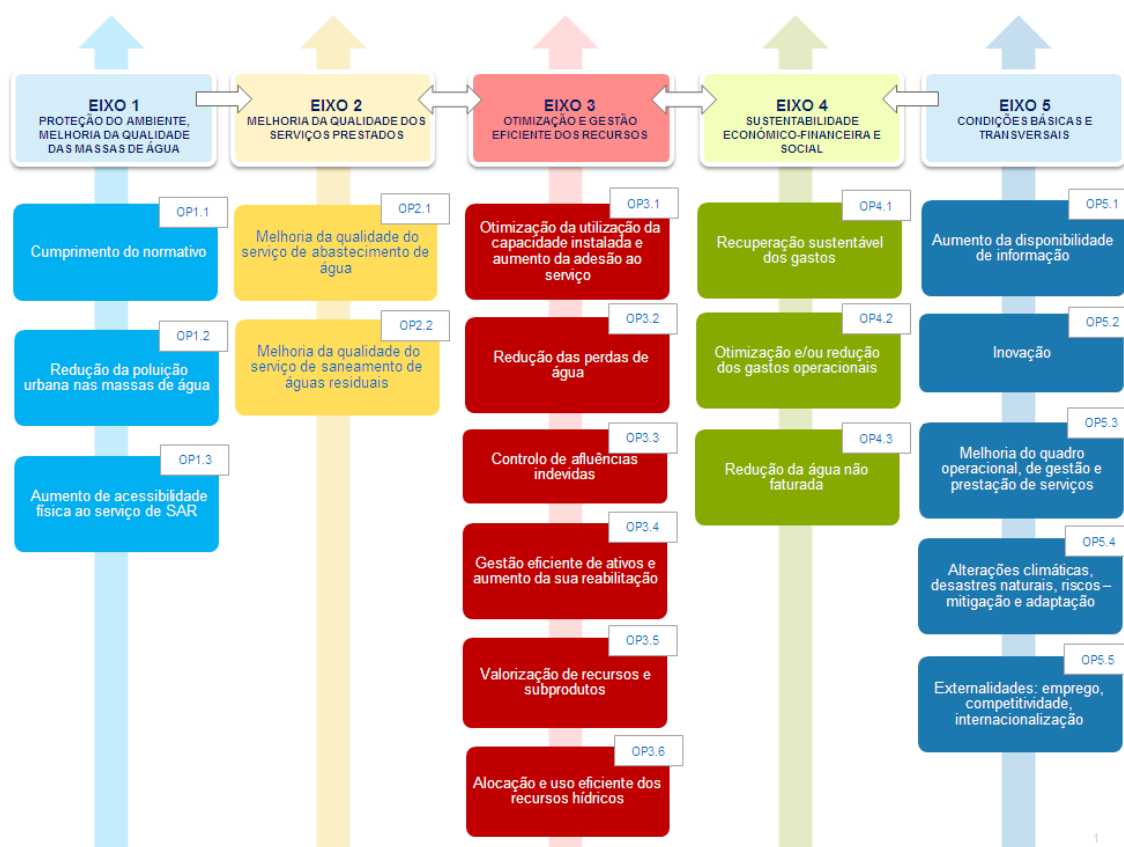 EIXO 1
PROTEÇÃO DO AMBIENTE,
MELHORIA DA QUALIDADE
DAS MASSAS DE ÁGUA
EIXO 2
MELHORIA DA QUALIDADE DOS
SERVIÇOS PRESTADOS
EIXO 3
OTIMIZAÇÃO E GESTÃO
EFICIENTE DOS RECURSOS
EIXO 4
SUSTENTABILIDADE
ECONÓMICO-FINANCEIRA E
SOCIAL
EIXO 5
CONDIÇÕES BÁSICAS E
TRANSVERSAIS
OP1.1
Cumprimento do normativo
OP1.2
Redução da poluição
urbana nas massas de água
OP1.3
Aumento de acessibilidade
física ao serviço de SAR
OP2.1
Melhoria da qualidade do
serviço de abastecimento de
água
OP2.2
Melhoria da qualidade do
serviço de saneamento de
águas residuais
OP3.1
Otimização da utilização da
capacidade instalada e
aumento da adesão ao
serviço
OP3.2
Redução das perdas de
água
OP3.3
Controlo de afluências
indevidas
OP3.4
Gestão eficiente de ativos e
aumento da sua reabilitação
OP3.5
Valorização de recursos e
subprodutos
OP3.6
Alocação e uso eficiente dos
recursos hídricos
OP4.1
Recuperação sustentável
dos gastos
OP4.2
Otimização e/ou redução
dos gastos operacionais
OP4.3
Redução da água não
faturada
OP5.1
Aumento da disponibilidade
de informação
OP5.2
Inovação
OP5.3
Melhoria do quadro
operacional, de gestão e
prestação de serviços
OP5.4
Alterações climáticas,
desastres naturais, riscos –
mitigação e adaptação
OP5.5
Externalidades: emprego,
competitividade,
internacionalização
1